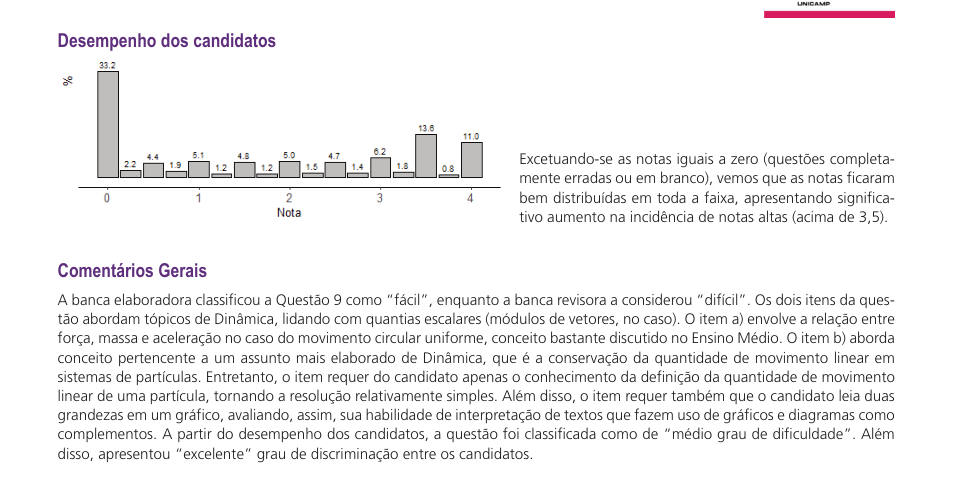 UNICAMP
Desempenho dos candidatos
%
33.2
2.2
4.4
1.9
5.1
1.2
4.8
1.2
5.0
1.5
4.7
1.4
6.2
1.8
13.6
0.8
11.0
0 1 2 3 4
Nota
Excetuando-se as notas iguais a zero (questões completa-
mente erradas ou em branco), vemos que as notas ficaram
bem distribuídas em toda a faixa, apresentando significa-
tivo aumento na incidência de notas altas (acima de 3,5).
Comentários Gerais
A banca elaboradora classificou a Questão 9 como “fácil”, enquanto a banca revisora a considerou “difícil”. Os dois itens da ques-
tão abordam tópicos de Dinâmica, lidando com quantias escalares (módulos de vetores, no caso). O item a) envolve a relação entre
força, massa e aceleração no caso do movimento circular uniforme, conceito bastante discutido no Ensino Médio. O item b) aborda
conceito pertencente a um assunto mais elaborado de Dinâmica, que é a conservação da quantidade de movimento linear em
sistemas de partículas. Entretanto, o item requer do candidato apenas o conhecimento da definição da quantidade de movimento
linear de uma partícula, tornando a resolução relativamente simples. Além disso, o item requer também que o candidato leia duas
grandezas em um gráfico, avaliando, assim, sua habilidade de interpretação de textos que fazem uso de gráficos e diagramas como
complementos. A partir do desempenho dos candidatos, a questão foi classificada como de “médio grau de dificuldade”. Além
disso, apresentou “excelente” grau de discriminação entre os candidatos.